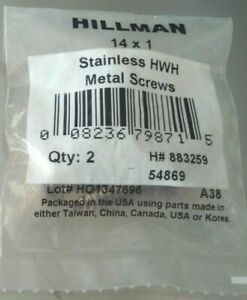 HILLMAN
14 x 1
Stainless HWH
Metal Screws
0 08236 79871 5
Qty: 2 H# 883259
54869
Lot# HO1347696 A38
Packaged in the USA using parts made in
either Taiwan, China, Canada, USA or Korea.